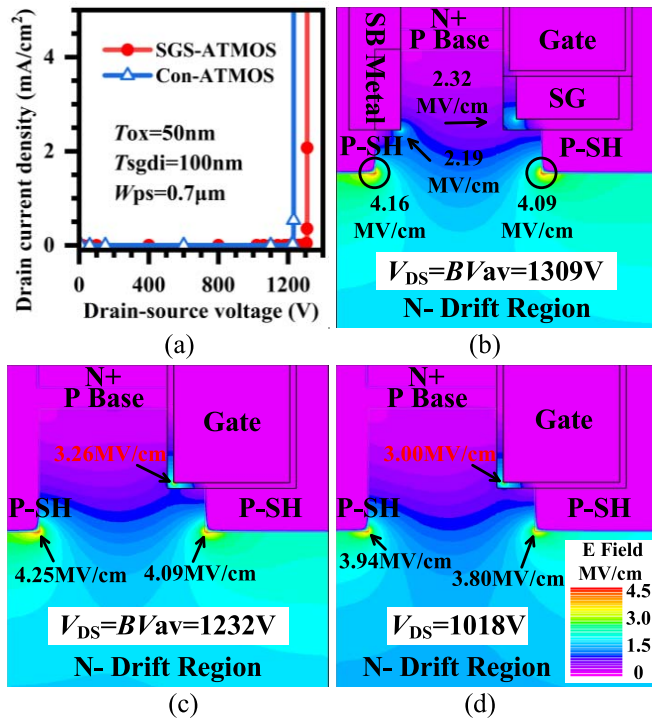 Drain current density (mA/cm²)
4
2
0
SGS-ATMOS
Con-ATMOS
Tox=50nm
Tsgdi=100nm
Wps=0.7μm
0 400 800 1200
Drain-source voltage (V)
(a)
SB Metal
N+
P Base
Gate
SG
2.32
MV/cm
P-SH
P-SH
2.19
MV/cm
4.16
MV/cm
4.09
MV/cm
VDS=BVav=1309V
N- Drift Region
(b)
N+
P Base
Gate
3.26MV/cm
P-SH
P-SH
4.25MV/cm
4.09MV/cm
VDS=BVav=1232V
N- Drift Region
(c)
N+
P Base
Gate
3.00MV/cm
P-SH
P-SH
3.94MV/cm
3.80MV/cm
VDS=1018V
N- Drift Region
E Field
MV/cm
4.5
3.0
1.5
0
(d)